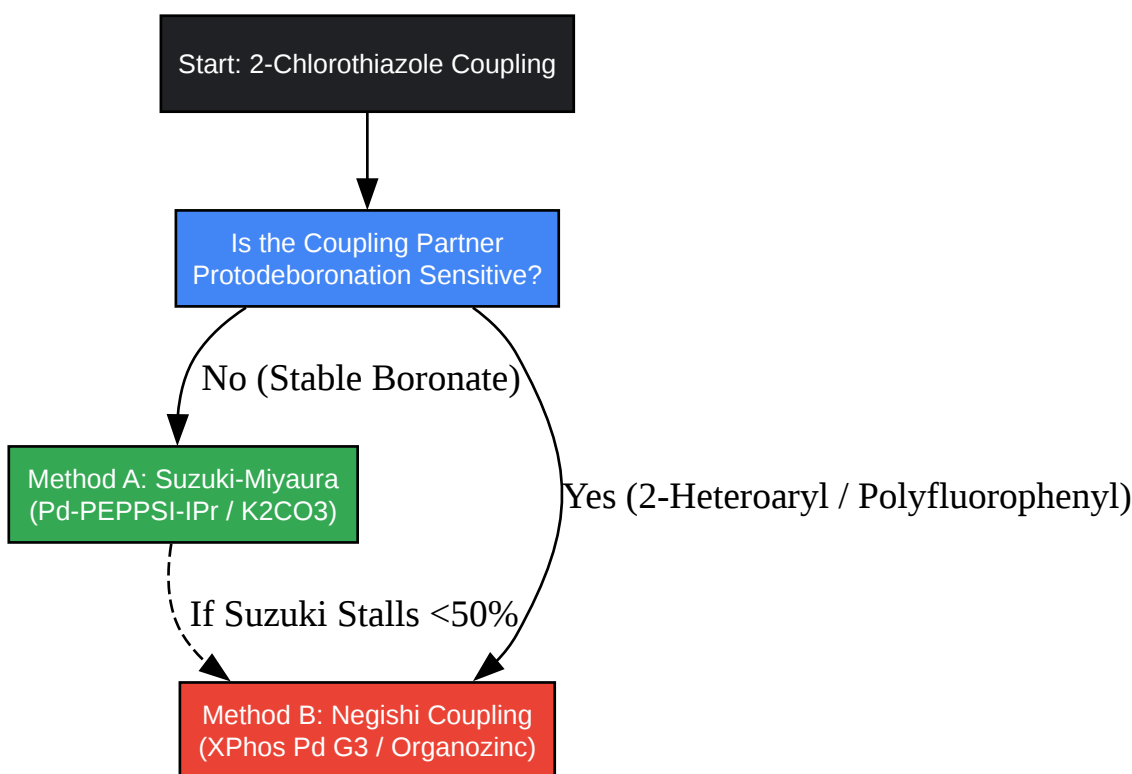 Start: 2-Chlorothiazole Coupling
Is the Coupling Partner
Protodeboronation Sensitive?
No (Stable Boronate)
Method A: Suzuki-Miyaura
(Pd-PEPPSI-IPr / K2CO3)
Yes (2-Heteroaryl / Polyfluorophenyl)
If Suzuki Stalls <50%
Method B: Negishi Coupling
(XPhos Pd G3 / Organozinc)